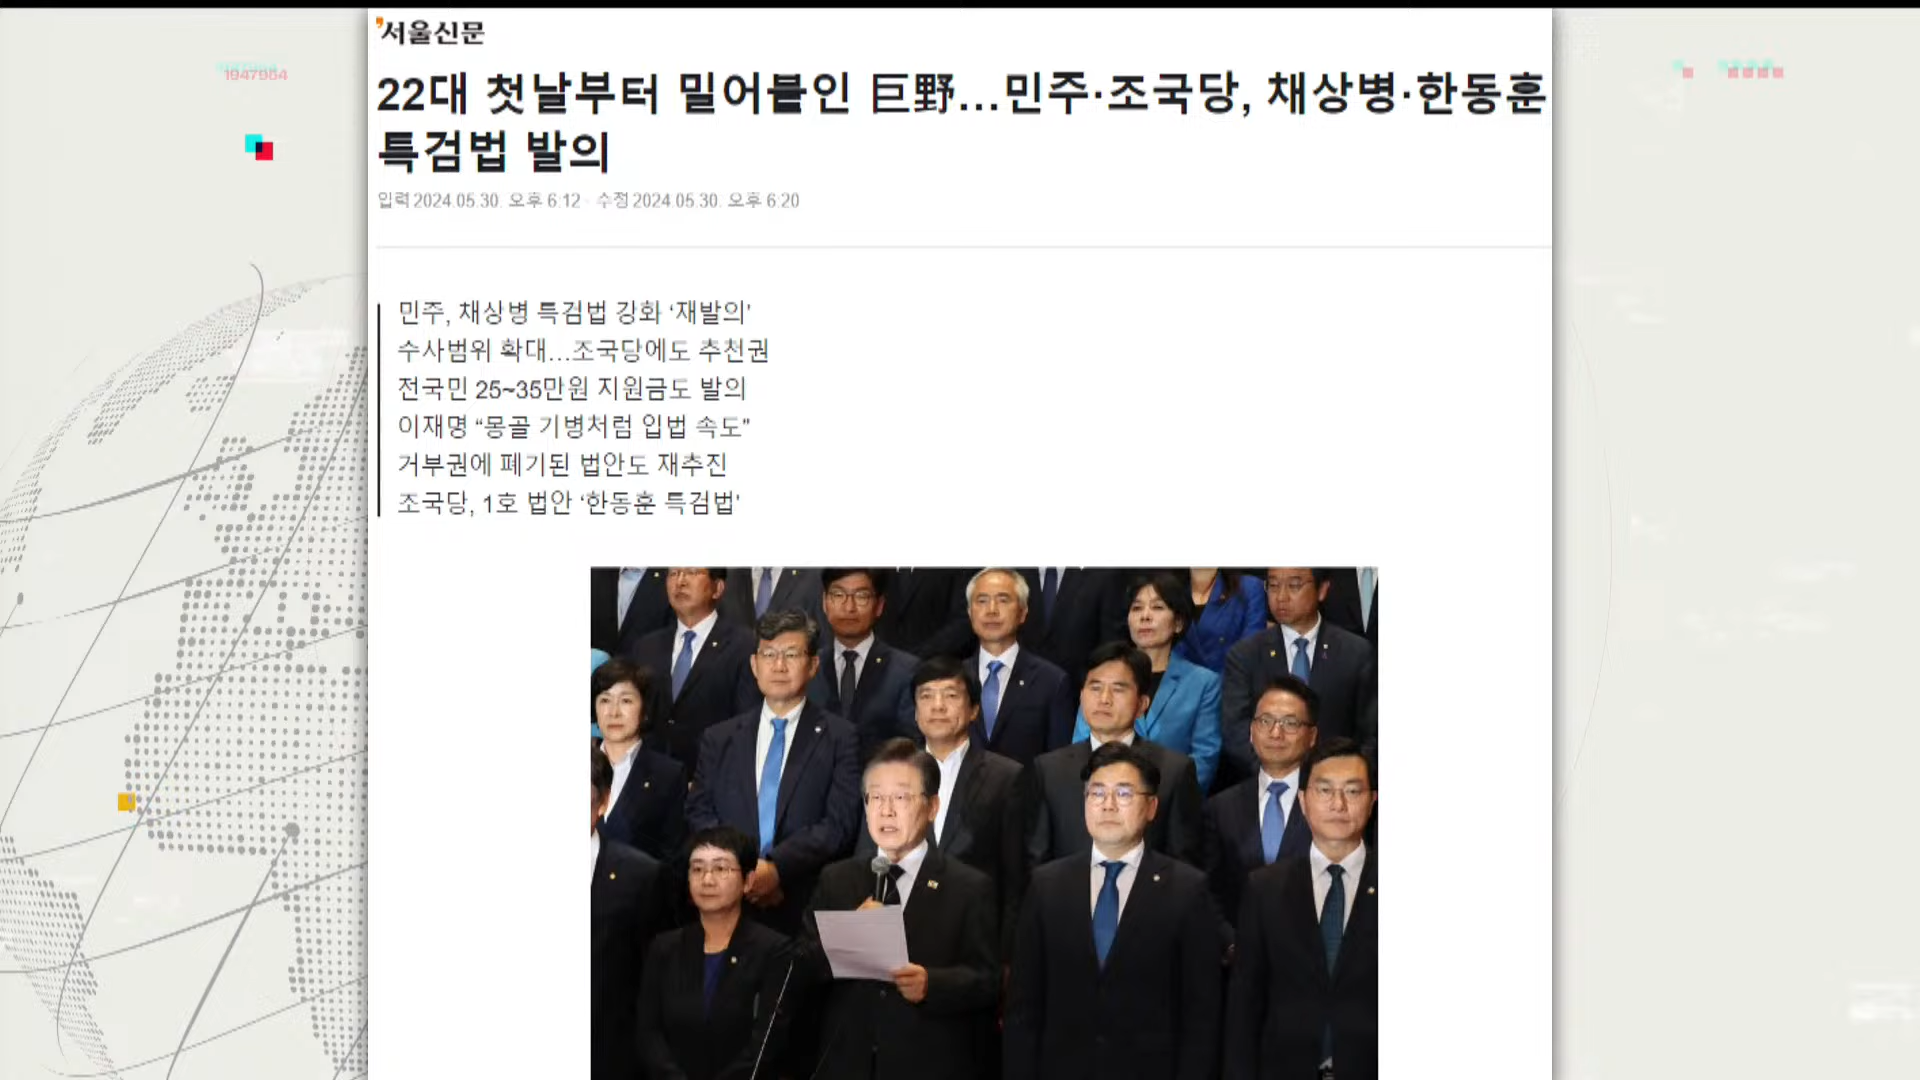 서울신문
22대 첫날부터 밀어붙인 巨野...민주·조국당, 채상병·한동훈
특검법 발의
입력 2024.05.30. 오후 6:12 · 수정 2024.05.30. 오후 6:20
민주, 채상병 특검법 강화 ‘재발의’
수사범위 확대...조국당에도 추천권
전국민 25~35만원 지원금도 발의
이재명 “몽골 기병처럼 입법 속도”
거부권에 폐기된 법안도 재추진
조국당, 1호 법안 ‘한동훈 특검법’
1947984